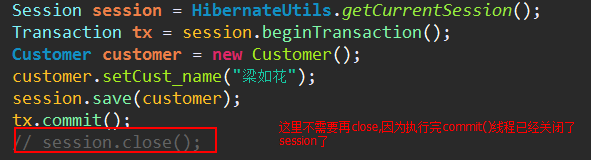 Session session = HibernateUtils.getCurrentSession();
Transaction tx = session.beginTransaction();
Customer customer = new Customer();
customer.setCust_name("梁如花");
session.save(customer);
tx.commit();
// session.close();
这里不需要再close,因为执行完commit()线程已经关闭了
session了